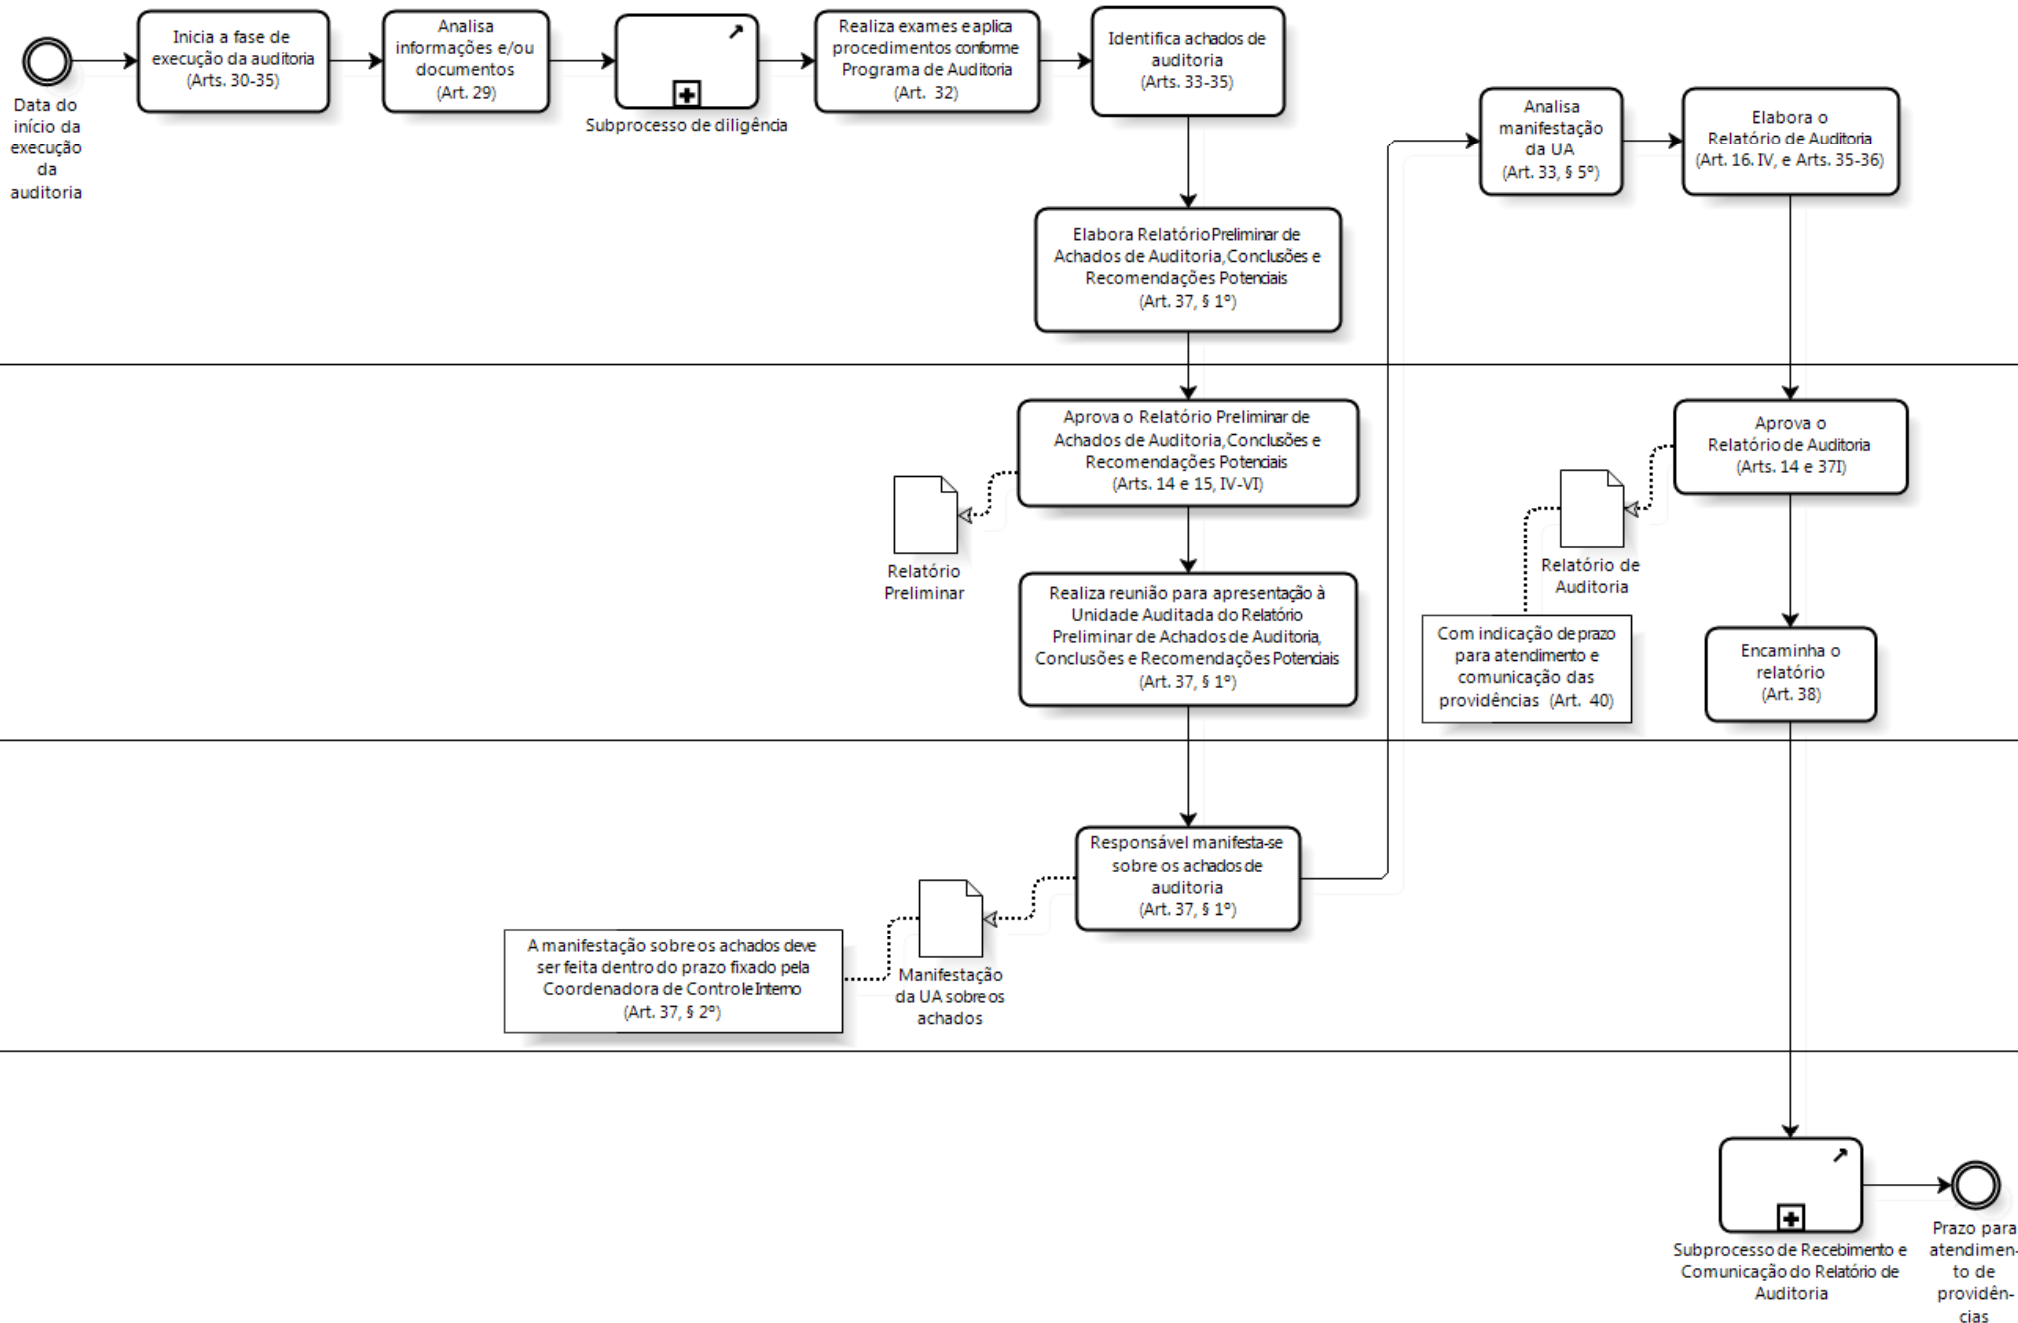 Data do
início da
execução
da
auditoria
Inicia a fase de
execução da auditoria
(Arts. 30-35)
Analisa
informações e/ou
documentos
(Art. 29)
Subprocesso de diligência
Realiza exames e aplica
procedimentos conforme
Programa de Auditoria
(Art. 32)
Identifica achados de
auditoria
(Arts. 33-35)
Elabora Relatório Preliminar de
Achados de Auditoria, Conclusões e
Recomendações Potenciais
(Art. 37, § 1º)
Aprova o Relatório Preliminar de
Achados de Auditoria, Conclusões e
Recomendações Potenciais
(Arts. 14 e 15, IV-VI)
Relatório
Preliminar
Realiza reunião para apresentação à
Unidade Auditada do Relatório
Preliminar de Achados de Auditoria,
Conclusões e Recomendações Potenciais
(Art. 37, § 1º)
Responsável manifesta-se
sobre os achados de
auditoria
(Art. 37, § 1º)
Manifestação
da UA sobre os
achados
A manifestação sobre os achados deve
ser feita dentro do prazo fixado pela
Coordenadora de Controle Interno
(Art. 37, § 2º)
Analisa
manifestação
da UA
(Art. 33, § 5º)
Elabora o
Relatório de Auditoria
(Art. 16. IV, e Arts. 35-36)
Aprova o
Relatório de Auditoria
(Arts. 14 e 37I)
Relatório de
Auditoria
Com indicação de prazo
para atendimento e
comunicação das
providências (Art. 40)
Encaminha o
relatório
(Art. 38)
Subprocesso de Recebimento e
Comunicação do Relatório de
Auditoria
Prazo para
atendimen-
to de
providên-
cias